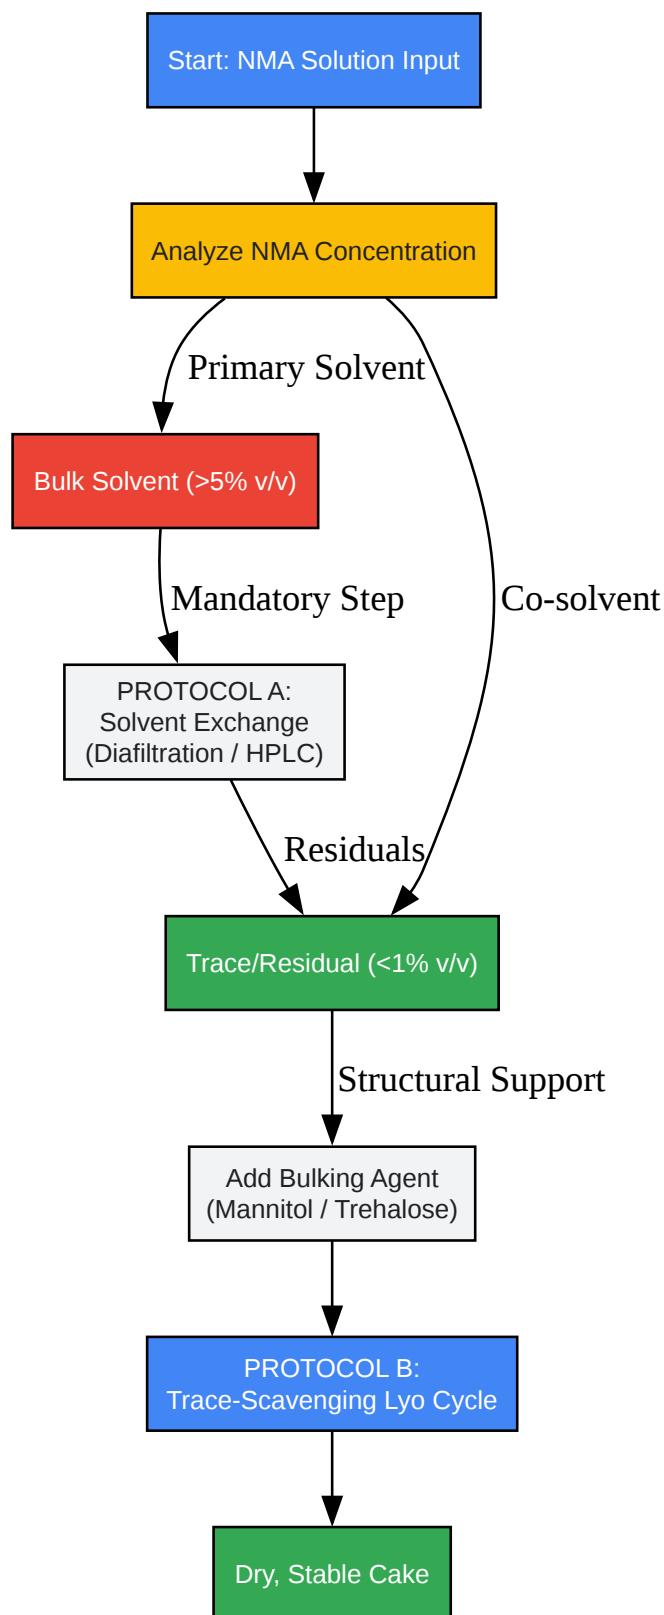 Start: NMA Solution Input
Analyze NMA Concentration
Primary Solvent
Bulk Solvent (>5% v/v)
Mandatory Step
Co-solvent
PROTOCOL A:
Solvent Exchange
(Diafiltration / HPLC)
Residuals
Trace/Residual (<1% v/v)
Structural Support
Add Bulking Agent
(Mannitol / Trehalose)
PROTOCOL B:
Trace-Scavenging Lyo Cycle
Dry, Stable Cake